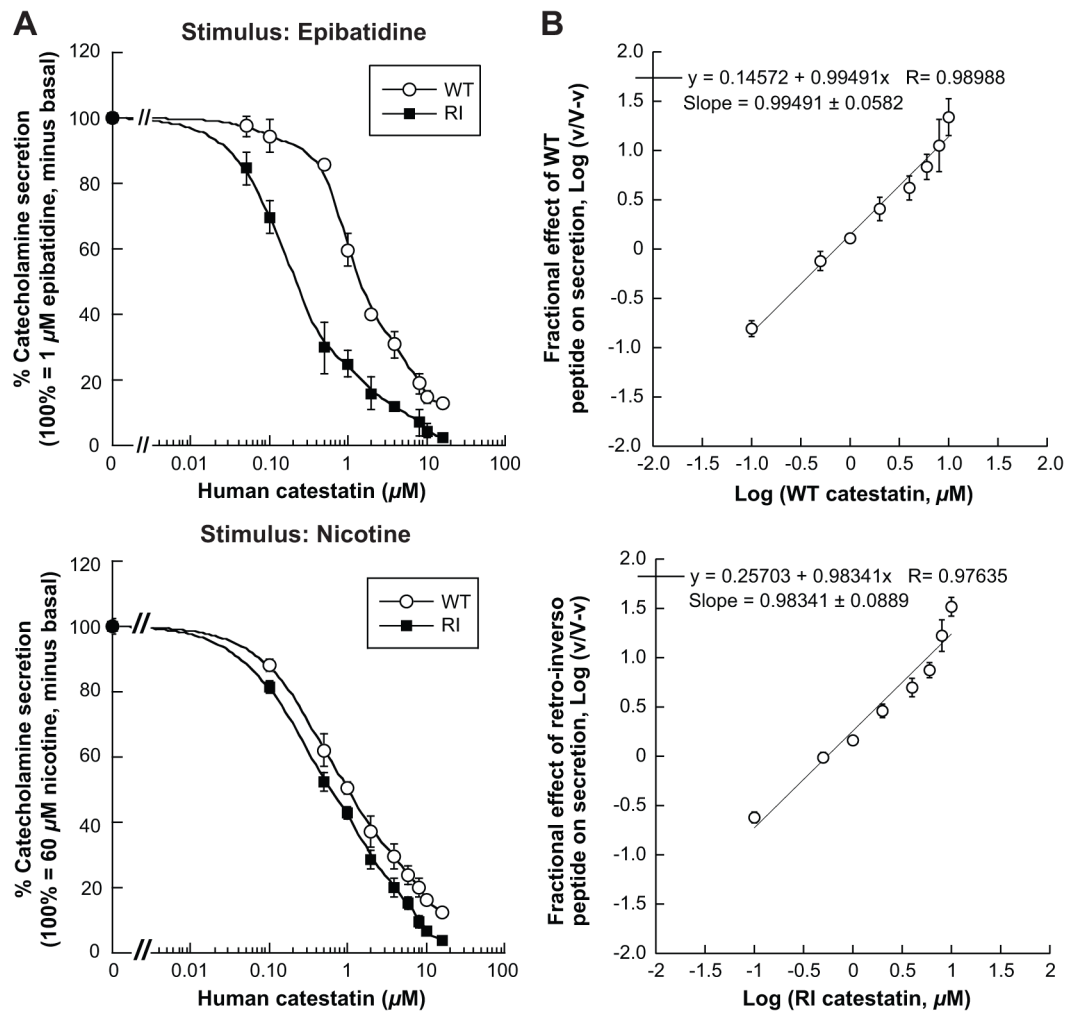 A
Stimulus: Epibatidine
% Catecholamine secretion
(100% = 1 µM epibatidine, minus basal)
120
100
80
60
40
20
0
WT
RI
0 0.01 0.10 1 10 100
Human catestatin (µM)
B
Fractional effect of WT
peptide on secretion, Log (v/V-v)
2.0
1.5
1.0
0.5
0
-0.5
-1.0
-1.5
-2.0
y = 0.14572 + 0.99491x R= 0.98988
Slope = 0.99491 ± 0.0582
-2.0 -1.5 -1.0 -0.5 0 0.5 1.0 1.5 2.0
Log (WT catestatin, µM)
Stimulus: Nicotine
% Catecholamine secretion
(100% = 60 µM nicotine, minus basal)
120
100
80
60
40
20
0
WT
RI
0 0.01 0.10 1 10 100
Human catestatin (µM)
Fractional effect of retro-inverso
peptide on secretion, Log (v/V-v)
2.0
1.5
1.0
0.5
0
-0.5
-1.0
-1.5
-2.0
y = 0.25703 + 0.98341x R= 0.97635
Slope = 0.98341 ± 0.0889
-2 -1.5 -1 -0.5 0 0.5 1 1.5 2
Log (RI catestatin, µM)